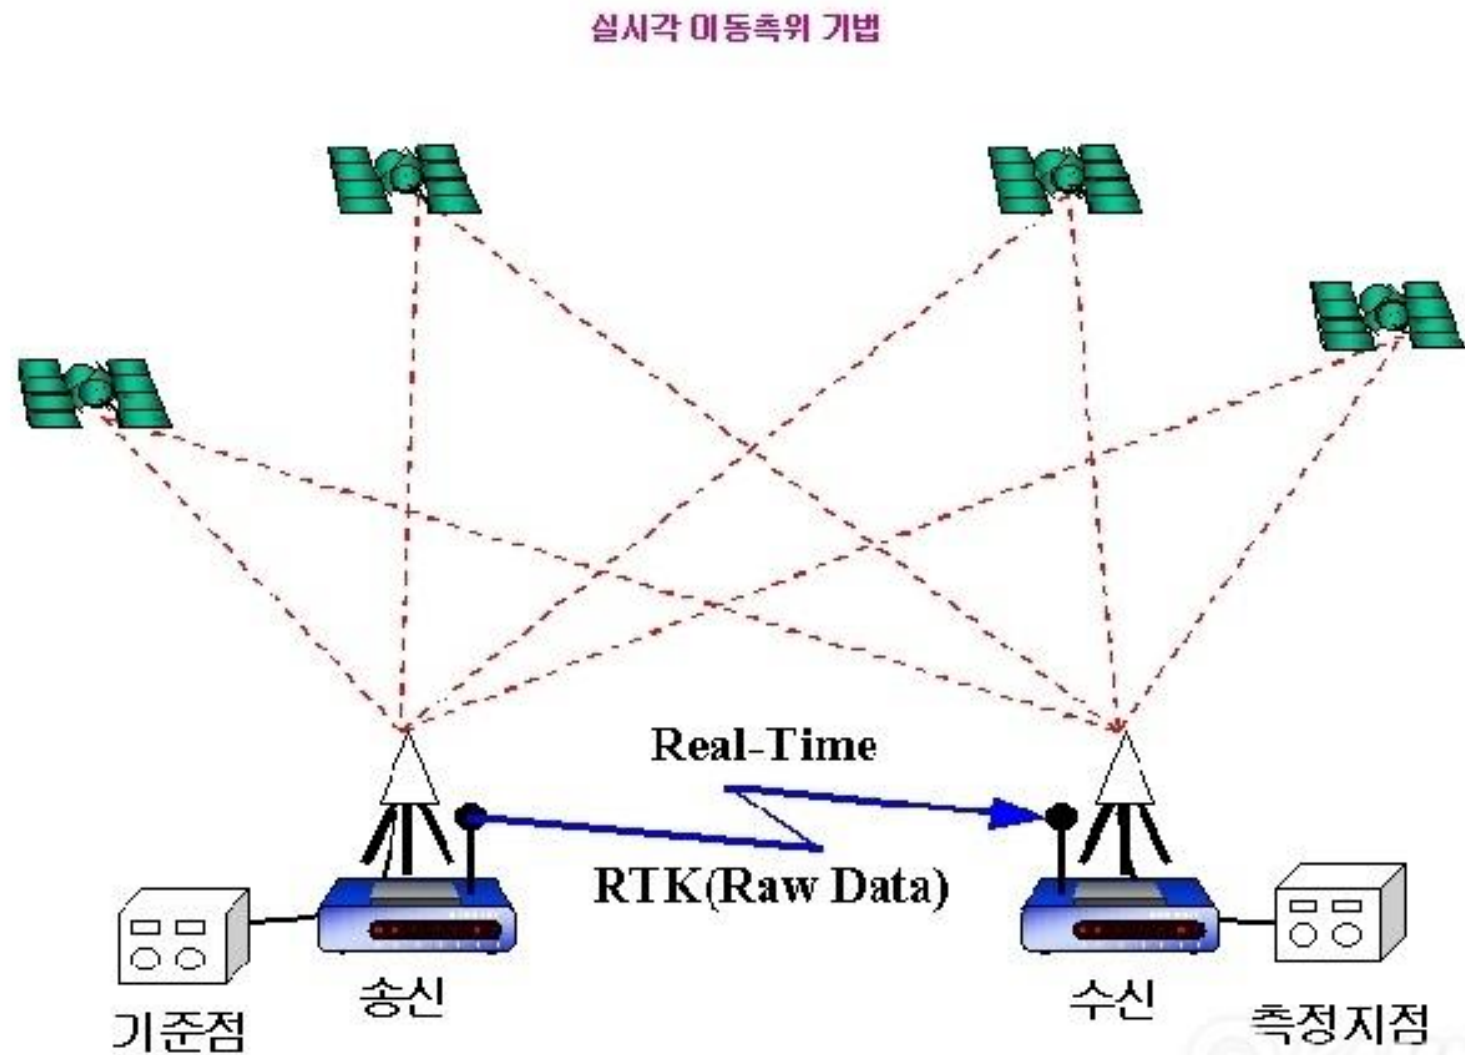 실시각 이동측위 기법
Real-Time
RTK(Raw Data)
송신
수신
기준점
측정지점